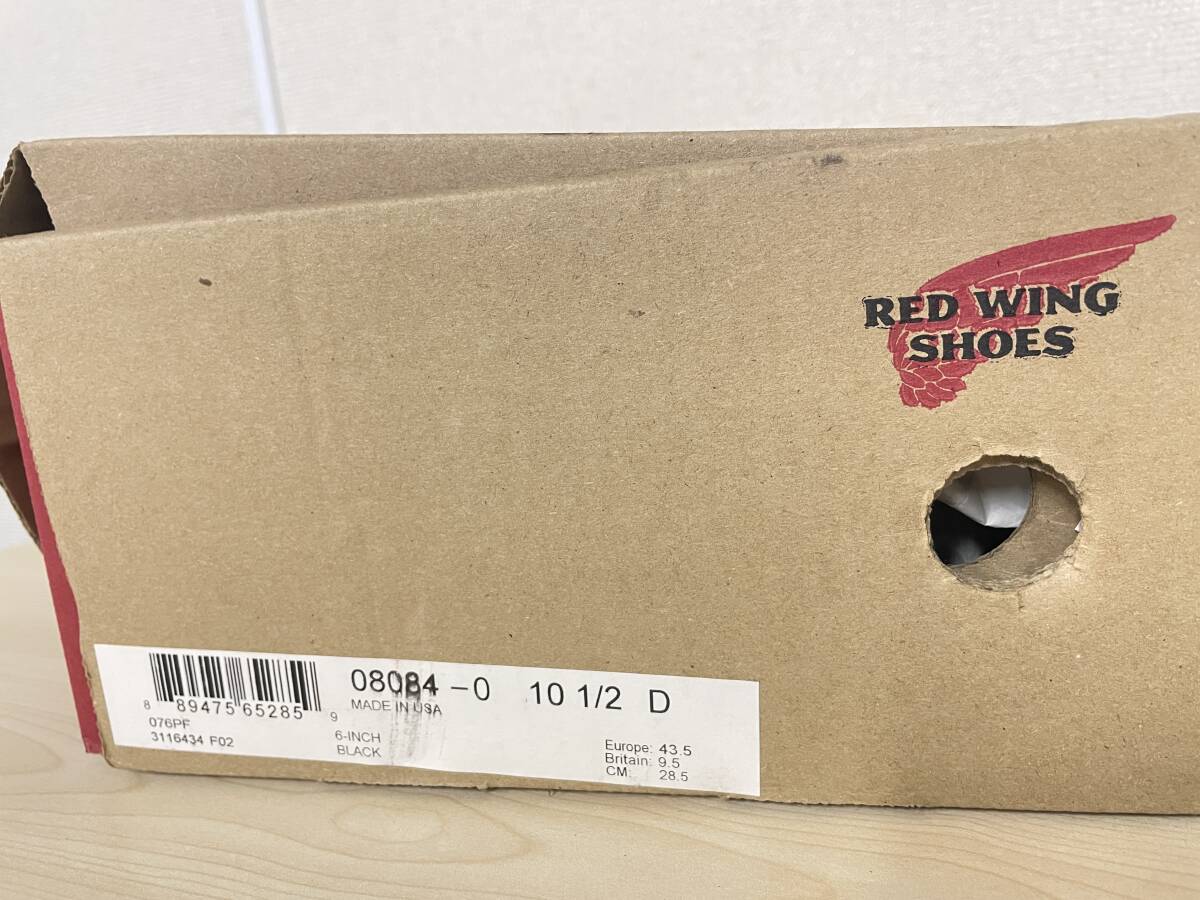 RED WING
SHOES
08084-0 10 1/2 D
MADE IN USA
8 89475 65285 9
076PF
3116434 F02
6-INCH
BLACK
Europe: 43.5
Britain: 9.5
CM: 28.5